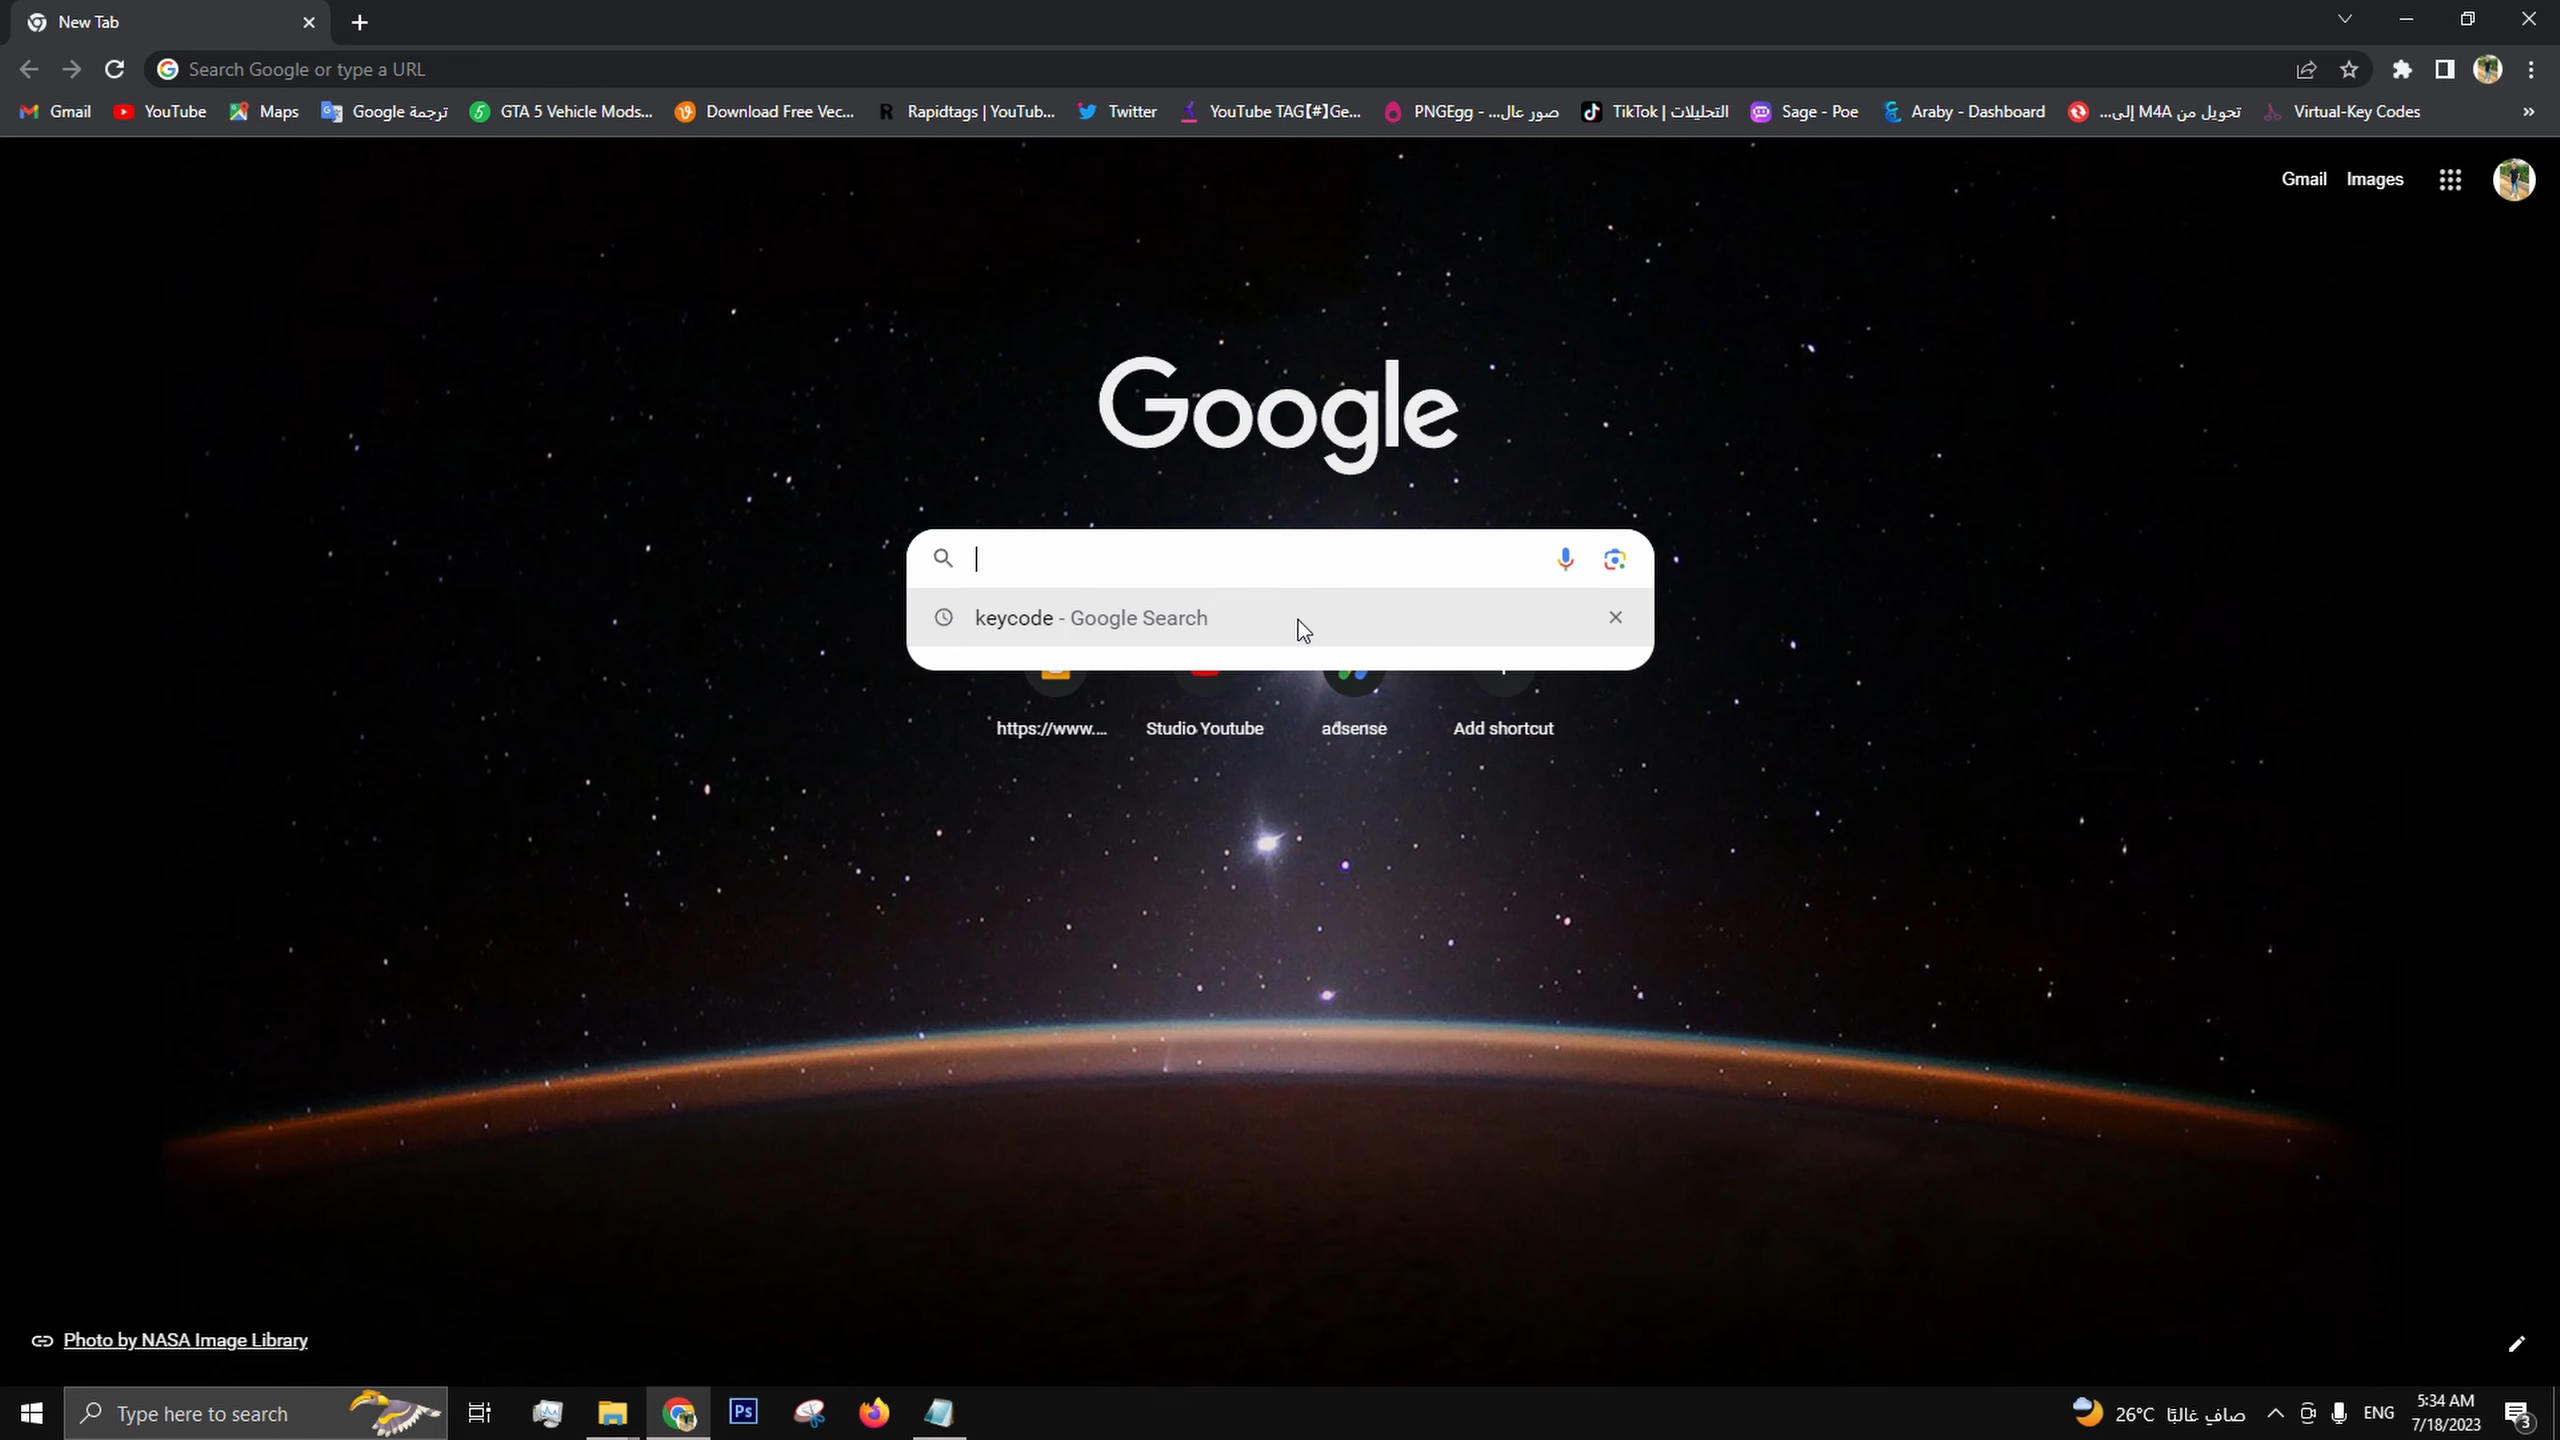 New Tab
Search Google or type a URL
Gmail YouTube Maps ترجمة Google GTA 5 Vehicle Mods... Download Free Vec... Rapidtags | YouTub... Twitter YouTube TAG【#】Ge... صور عال... - PNGEgg التحليلات | TikTok Sage - Poe Araby - Dashboard تحويل من M4A إلى... Virtual-Key Codes »
Gmail Images
Google
keycode - Google Search
https://www.... Studio Youtube adsense Add shortcut
Photo by NASA Image Library
Type here to search
Ps
26°C صافٍ غالبًا
ENG
5:34 AM
7/18/2023
3